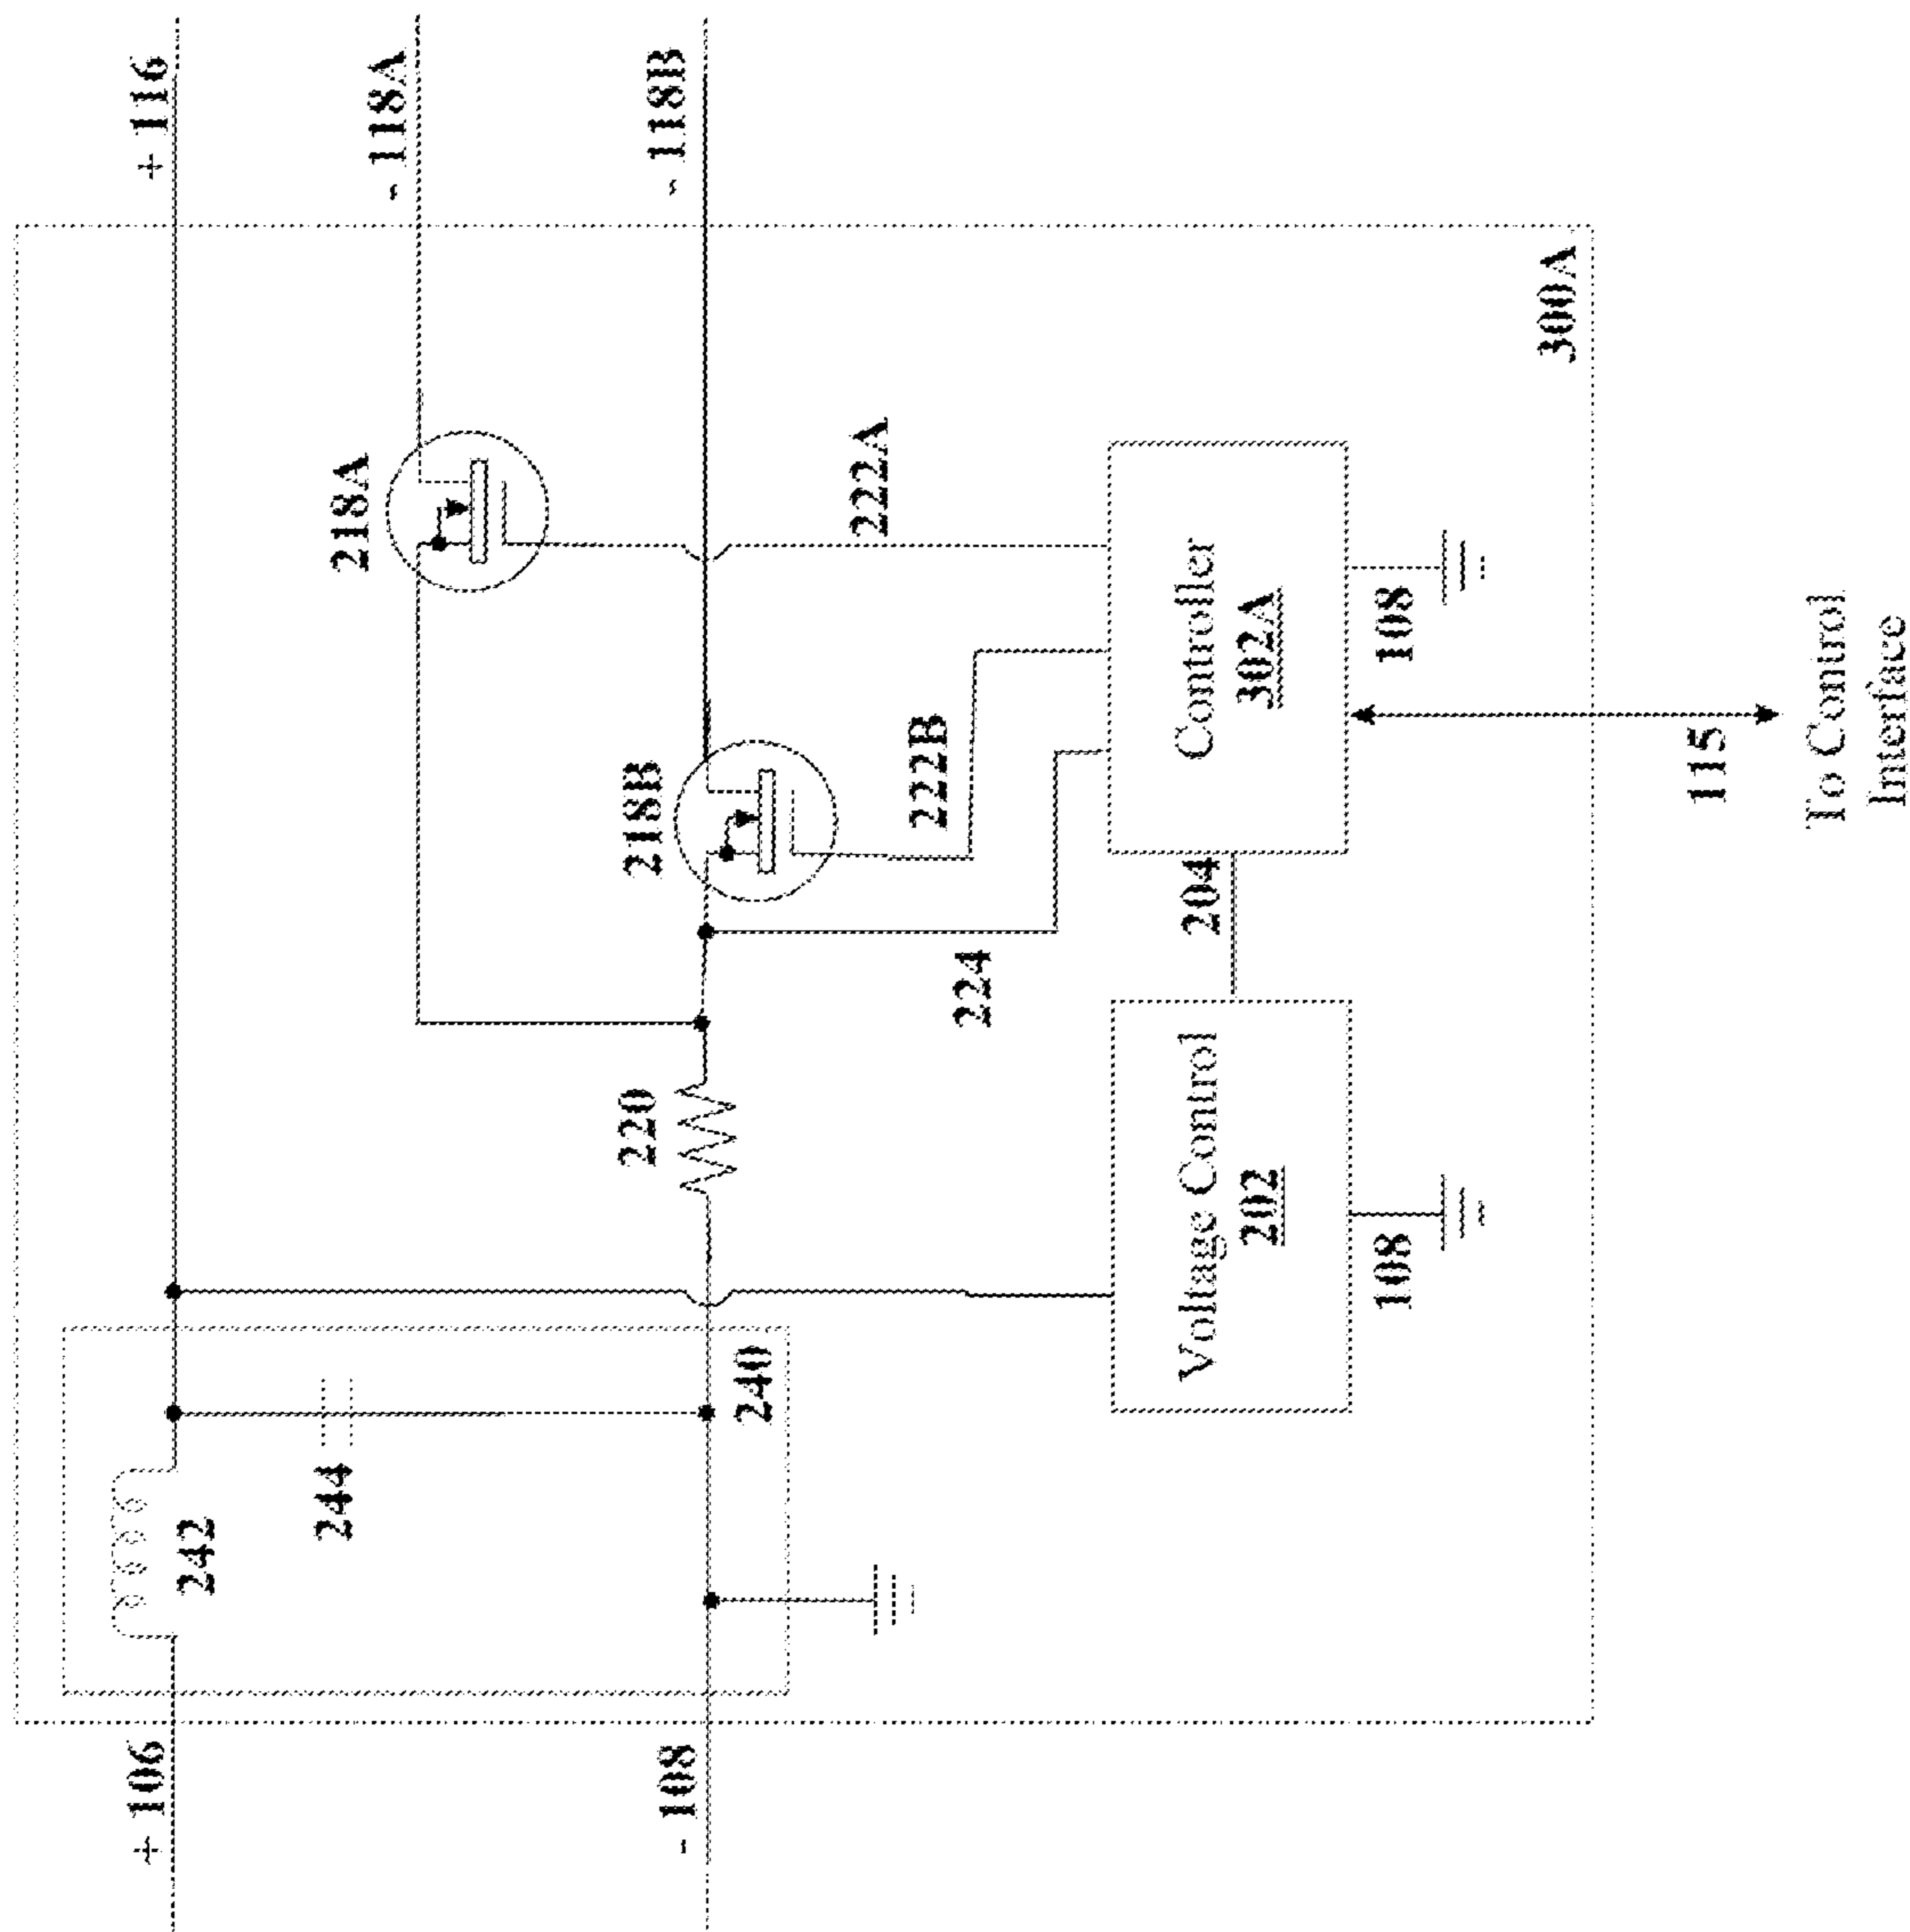 + 116
- 118A
- 118B
218A
218B
222A
222B
224
220
+ 106
- 108
242
244
240
Voltage Control
202
204
Controller
302A
108
108
115
To Control
Interface
300A